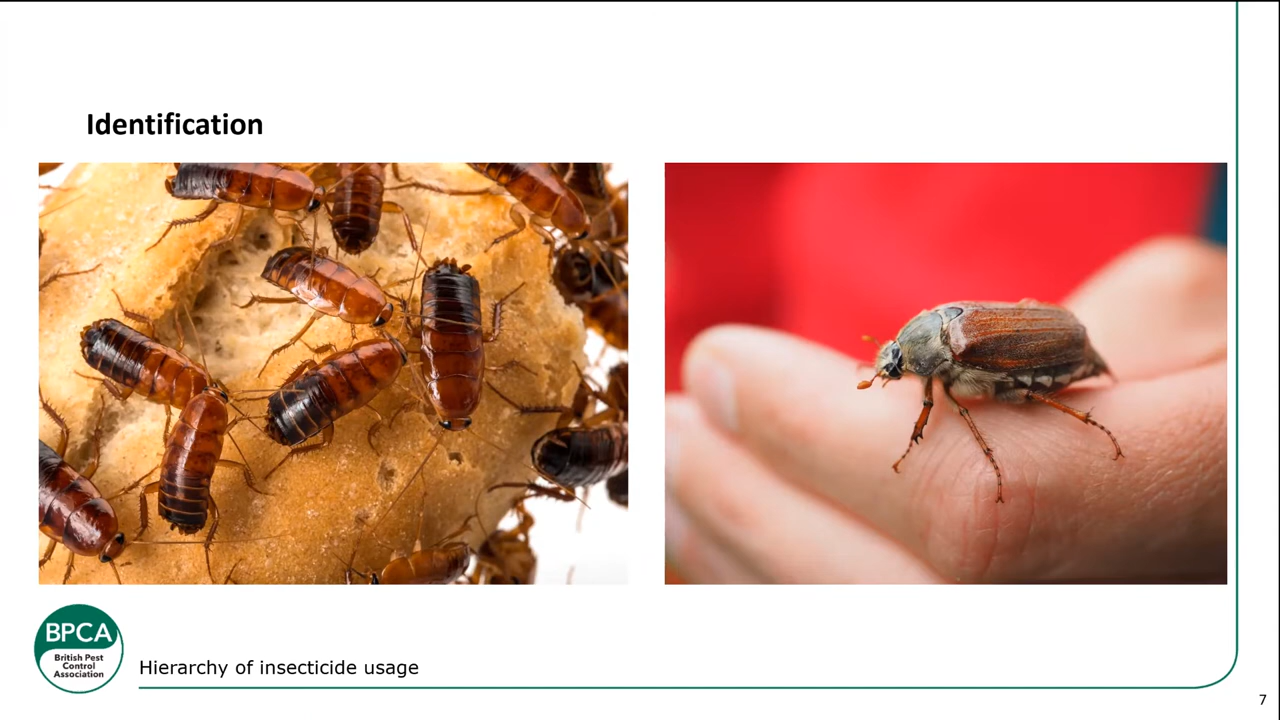 Identification
BPCA
British Pest
Control
Association
Hierarchy of insecticide usage
7